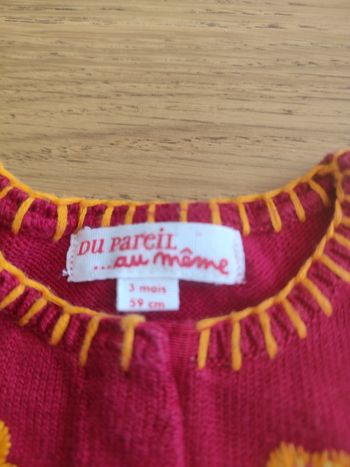 DU PAREIL
...au même
3 mois
59 cm